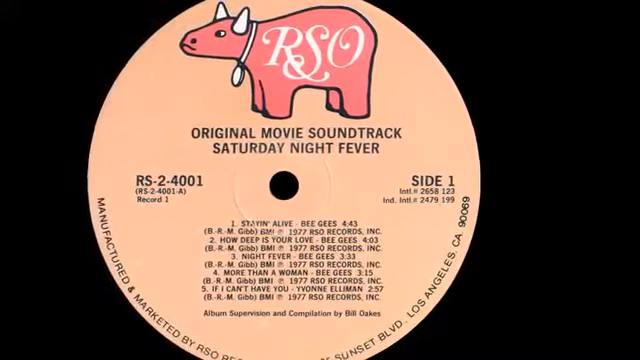 RSO
ORIGINAL MOVIE SOUNDTRACK
SATURDAY NIGHT FEVER
RS-2-4001
(RS-2-4001-A)
Record 1
SIDE 1
Intl.# 2658 123
Ind. Intl.# 2479 199
1. STAYIN' ALIVE - BEE GEES 4:43
(B.-R.-M. Gibb) BMI ℗ 1977 RSO RECORDS, INC.
2. HOW DEEP IS YOUR LOVE - BEE GEES 4:03
(B.-R.-M. Gibb) BMI ℗ 1977 RSO RECORDS, INC.
3. NIGHT FEVER - BEE GEES 3:33
(B.-R.-M. Gibb) BMI ℗ 1977 RSO RECORDS, INC.
4. MORE THAN A WOMAN - BEE GEES 3:15
(B.-R.-M. Gibb) BMI ℗ 1977 RSO RECORDS, INC.
5. IF I CAN'T HAVE YOU - YVONNE ELLIMAN 2:57
(B.-R.-M. Gibb) BMI ℗ 1977 RSO RECORDS, INC.
Album Supervision and Compilation by Bill Oakes
MANUFACTURED & MARKETED BY RSO SUNSET BLVD. LOS ANGELES, CA. 90069